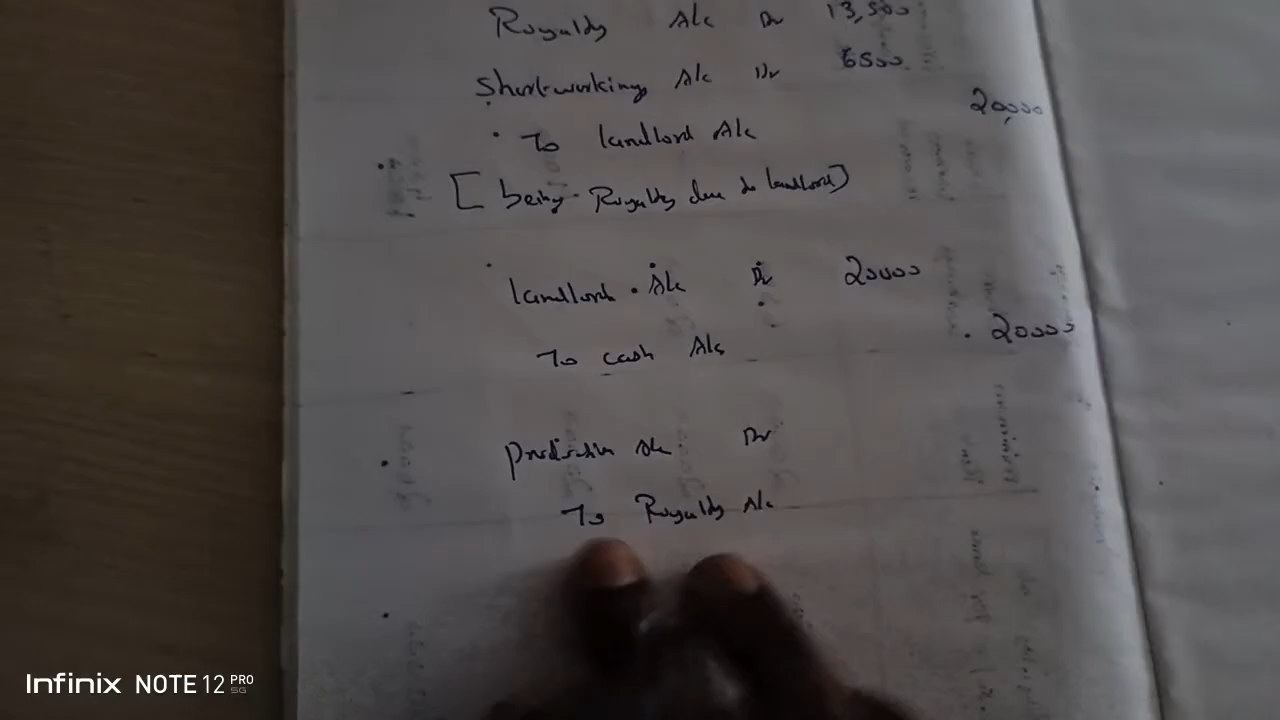 Royalty A/c Dr 13,500
Shortworking A/c Dr 6500
To landlord A/c 20,000
[being Royalty due to landlord]
landlord A/c Dr 20000
To cash A/c 20000
Production A/c Dr
To Royalty A/c
Infinix NOTE 12 PRO 5G